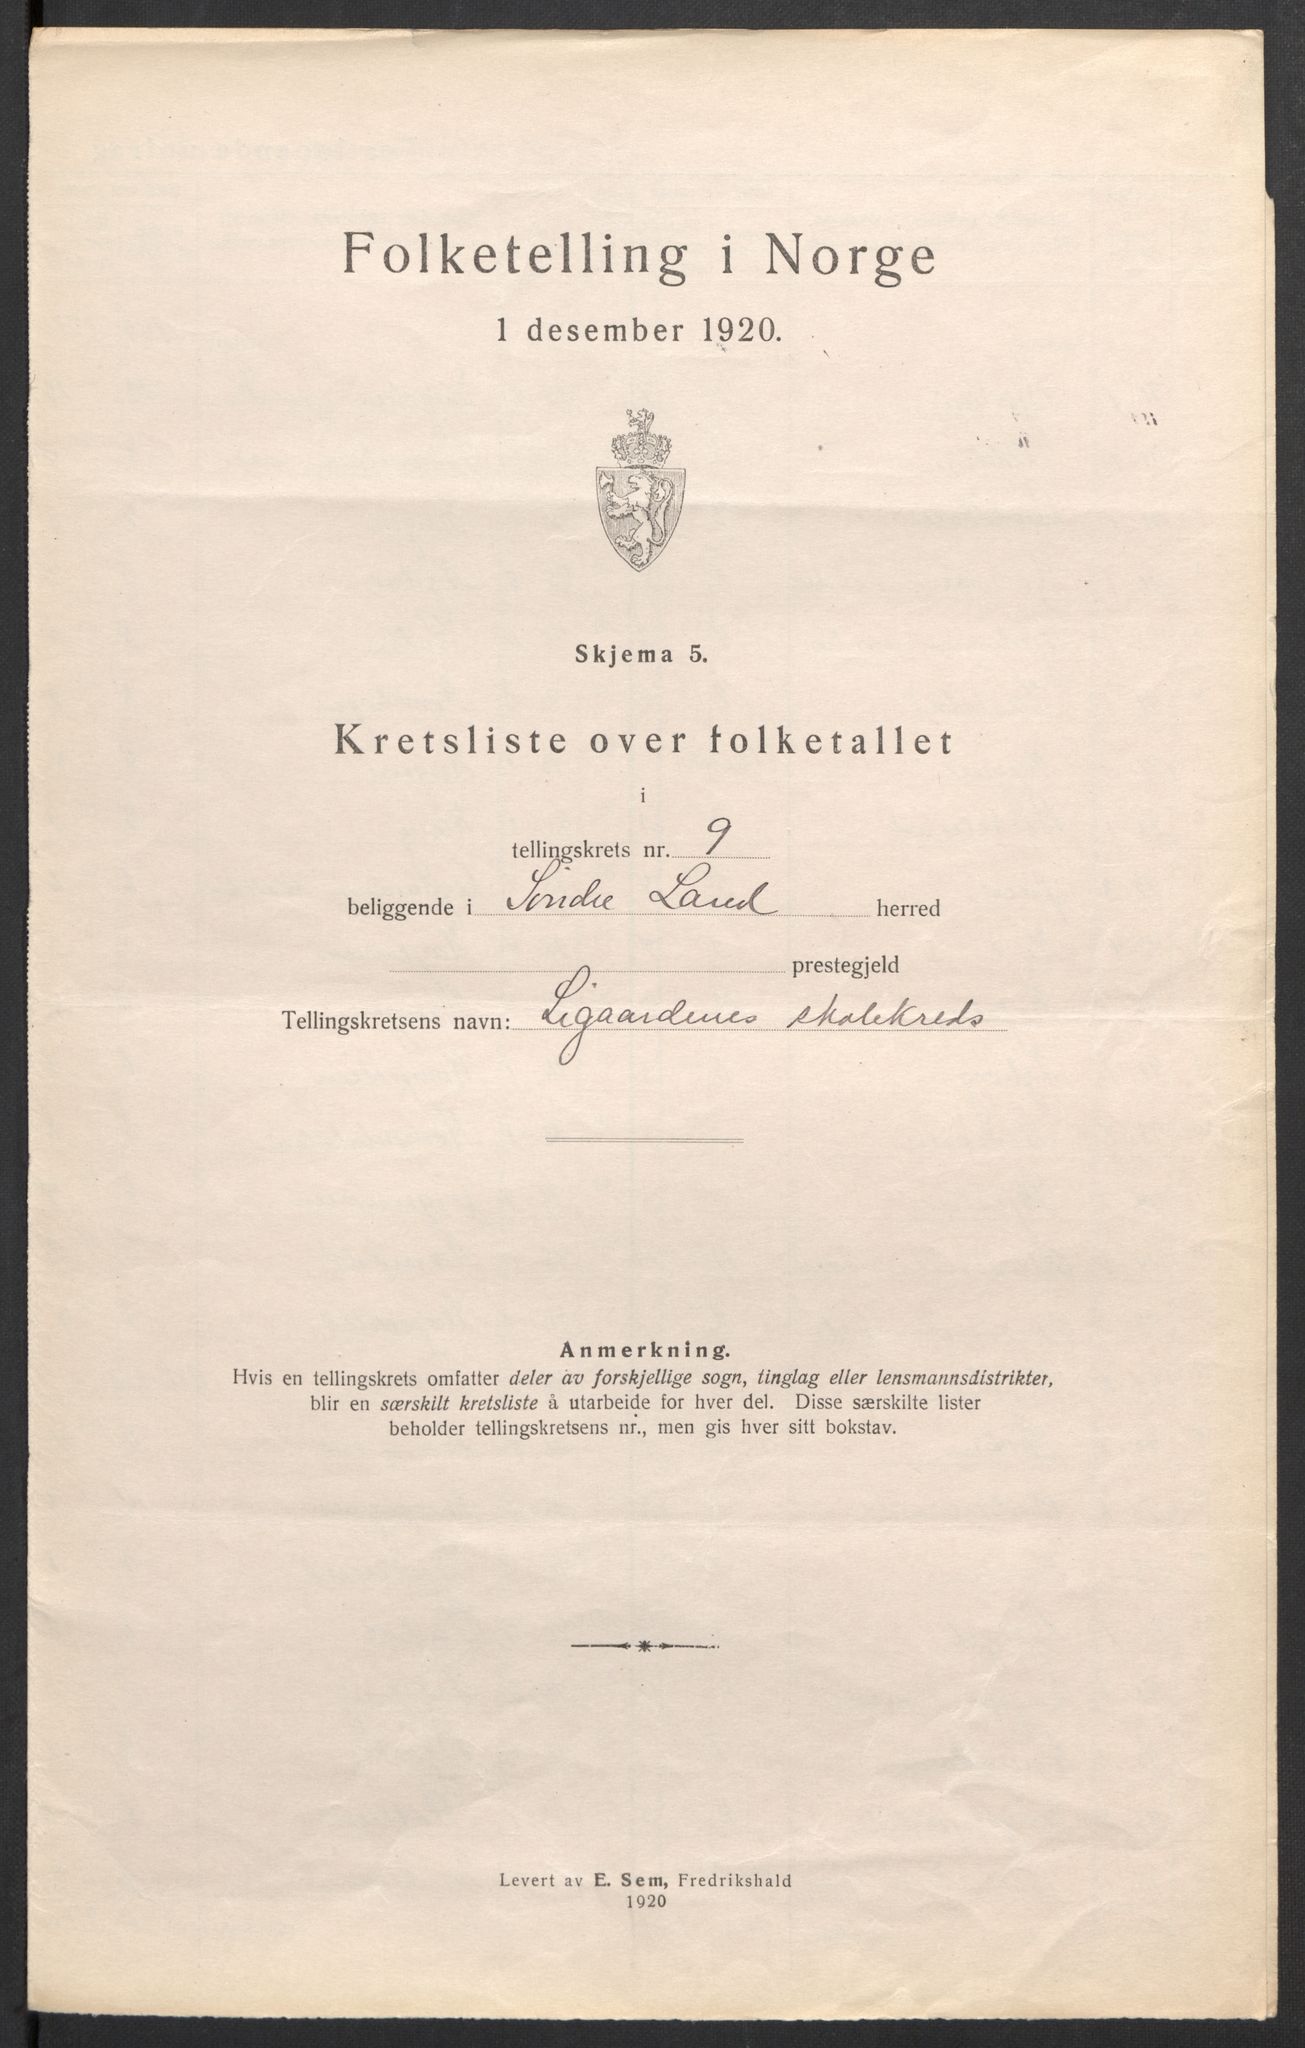 Folketelling i Norge
1 desember 1920.
Skjema 5.
Kretsliste over folketallet
i
tellingskrets nr. 9
beliggende i Søndre Land herred
prestegjeld
Tellingskretsens navn: Ligaardenes skolekreds
Anmerkning.
Hvis en tellingskrets omfatter deler av forskjellige sogn, tinglag eller lensmannsdistrikter,
blir en særskilt kretsliste å utarbeide for hver del. Disse særskilte lister
beholder tellingskretsens nr., men gis hver sitt bokstav.
Levert av E. Sem, Fredrikshald
1920